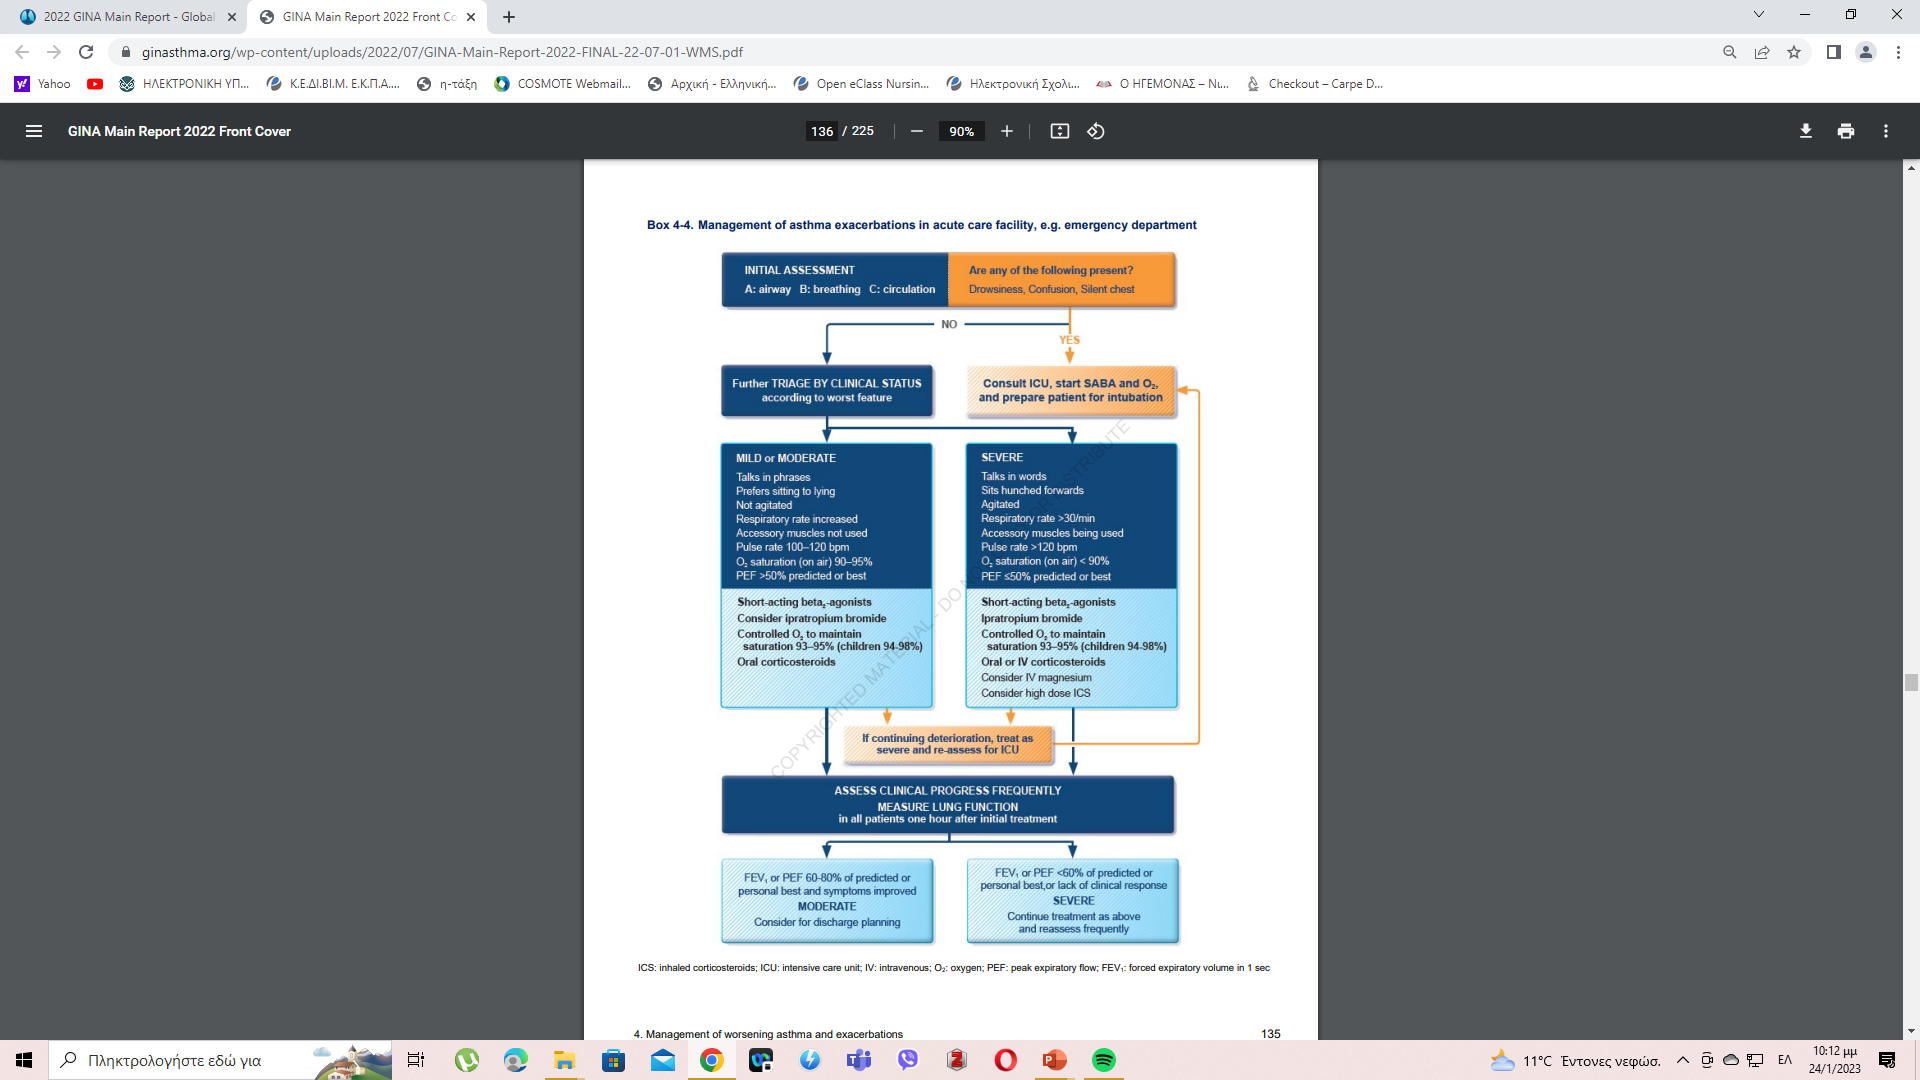 2022 GINA Main Report - Global
GINA Main Report 2022 Front Co
ginasthma.org/wp-content/uploads/2022/07/GINA-Main-Report-2022-FINAL-22-07-01-WMS.pdf
Yahoo
ΗΛΕΚΤΡΟΝΙΚΗ ΥΠ...
Κ.Ε.ΔΙ.ΒΙ.Μ. Ε.Κ.Π.Α....
η-τάξη
COSMOTE Webmail...
Αρχική - Ελληνική...
Open eClass Nursin...
Ηλεκτρονική Σχολι...
Ο ΗΓΕΜΟΝΑΣ – Νι...
Checkout – Carpe D...
GINA Main Report 2022 Front Cover
136 / 225
90%
Box 4-4. Management of asthma exacerbations in acute care facility, e.g. emergency department
INITIAL ASSESSMENT
A: airway B: breathing C: circulation
Are any of the following present?
Drowsiness, Confusion, Silent chest
NO
YES
Further TRIAGE BY CLINICAL STATUS
according to worst feature
Consult ICU, start SABA and O₂,
and prepare patient for intubation
MILD or MODERATE
Talks in phrases
Prefers sitting to lying
Not agitated
Respiratory rate increased
Accessory muscles not used
Pulse rate 100–120 bpm
O₂ saturation (on air) 90–95%
PEF >50% predicted or best
Short-acting beta₂-agonists
Consider ipratropium bromide
Controlled O₂ to maintain
saturation 93–95% (children 94-98%)
Oral corticosteroids
SEVERE
Talks in words
Sits hunched forwards
Agitated
Respiratory rate >30/min
Accessory muscles being used
Pulse rate >120 bpm
O₂ saturation (on air) < 90%
PEF ≤50% predicted or best
Short-acting beta₂-agonists
Ipratropium bromide
Controlled O₂ to maintain
saturation 93–95% (children 94-98%)
Oral or IV corticosteroids
Consider IV magnesium
Consider high dose ICS
If continuing deterioration, treat as
severe and re-assess for ICU
ASSESS CLINICAL PROGRESS FREQUENTLY
MEASURE LUNG FUNCTION
in all patients one hour after initial treatment
FEV₁ or PEF 60-80% of predicted or
personal best and symptoms improved
MODERATE
Consider for discharge planning
FEV₁ or PEF <60% of predicted or
personal best,or lack of clinical response
SEVERE
Continue treatment as above
and reassess frequently
ICS: inhaled corticosteroids; ICU: intensive care unit; IV: intravenous; O₂: oxygen; PEF: peak expiratory flow; FEV₁: forced expiratory volume in 1 sec
4. Management of worsening asthma and exacerbations
135
Πληκτρολογήστε εδώ για
11°C Έντονες νεφώσ.
ΕΛ
10:12 μμ
24/1/2023